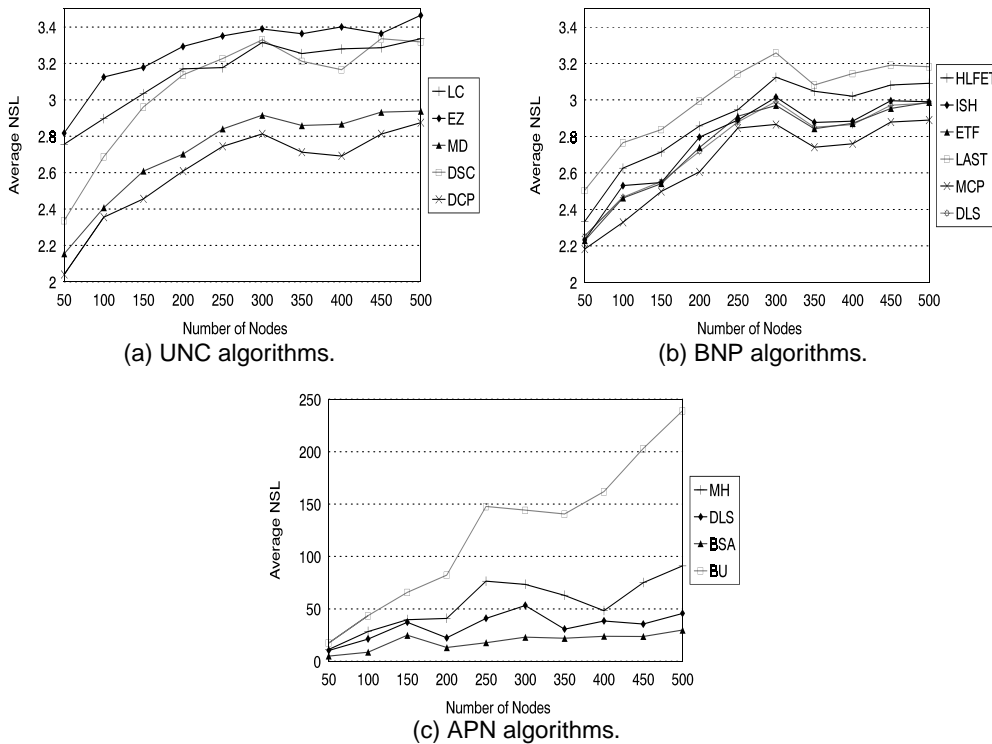 3.4
3.2
3
2.8
2.6
2.4
2.2
2
Average NSL
50 100 150 200 250 300 350 400 450 500
Number of Nodes
LC
EZ
MD
DSC
DCP
(a) UNC algorithms.
3.4
3.2
3
2.8
2.6
2.4
2.2
2
Average NSL
50 100 150 200 250 300 350 400 450 500
Number of Nodes
HLFET
ISH
ETF
LAST
MCP
DLS
(b) BNP algorithms.
250
200
150
100
50
0
Average NSL
50 100 150 200 250 300 350 400 450 500
Number of Nodes
MH
DLS
BSA
BU
(c) APN algorithms.